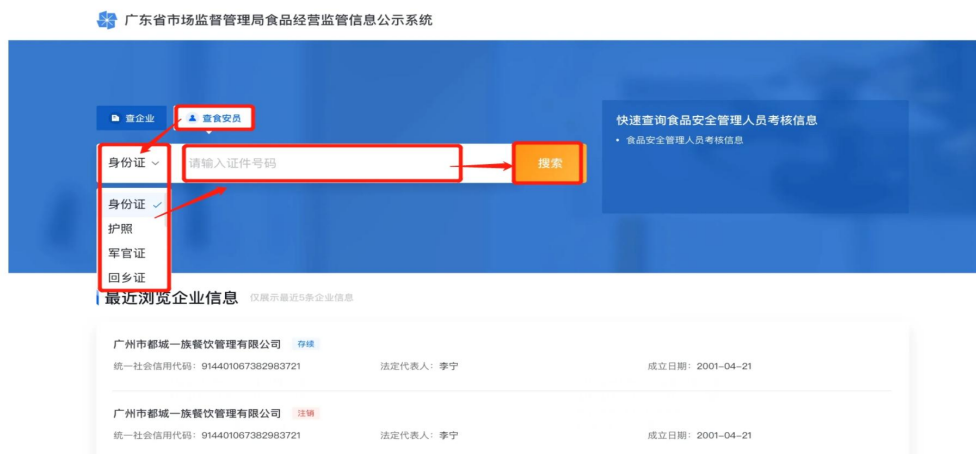 广东省市场监督管理局食品经营监管信息公示系统
查企业 查食安员
快速查询食品安全管理人员考核信息
• 食品安全管理人员考核信息
身份证 请输入证件号码 搜索
身份证
护照
军官证
回乡证
最近浏览企业信息 仅展示最近5条企业信息
广州市都城一族餐饮管理有限公司 存续
统一社会信用代码：914401067382983721 法定代表人：李宁 成立日期：2001-04-21
广州市都城一族餐饮管理有限公司 注销
统一社会信用代码：914401067382983721 法定代表人：李宁 成立日期：2001-04-21